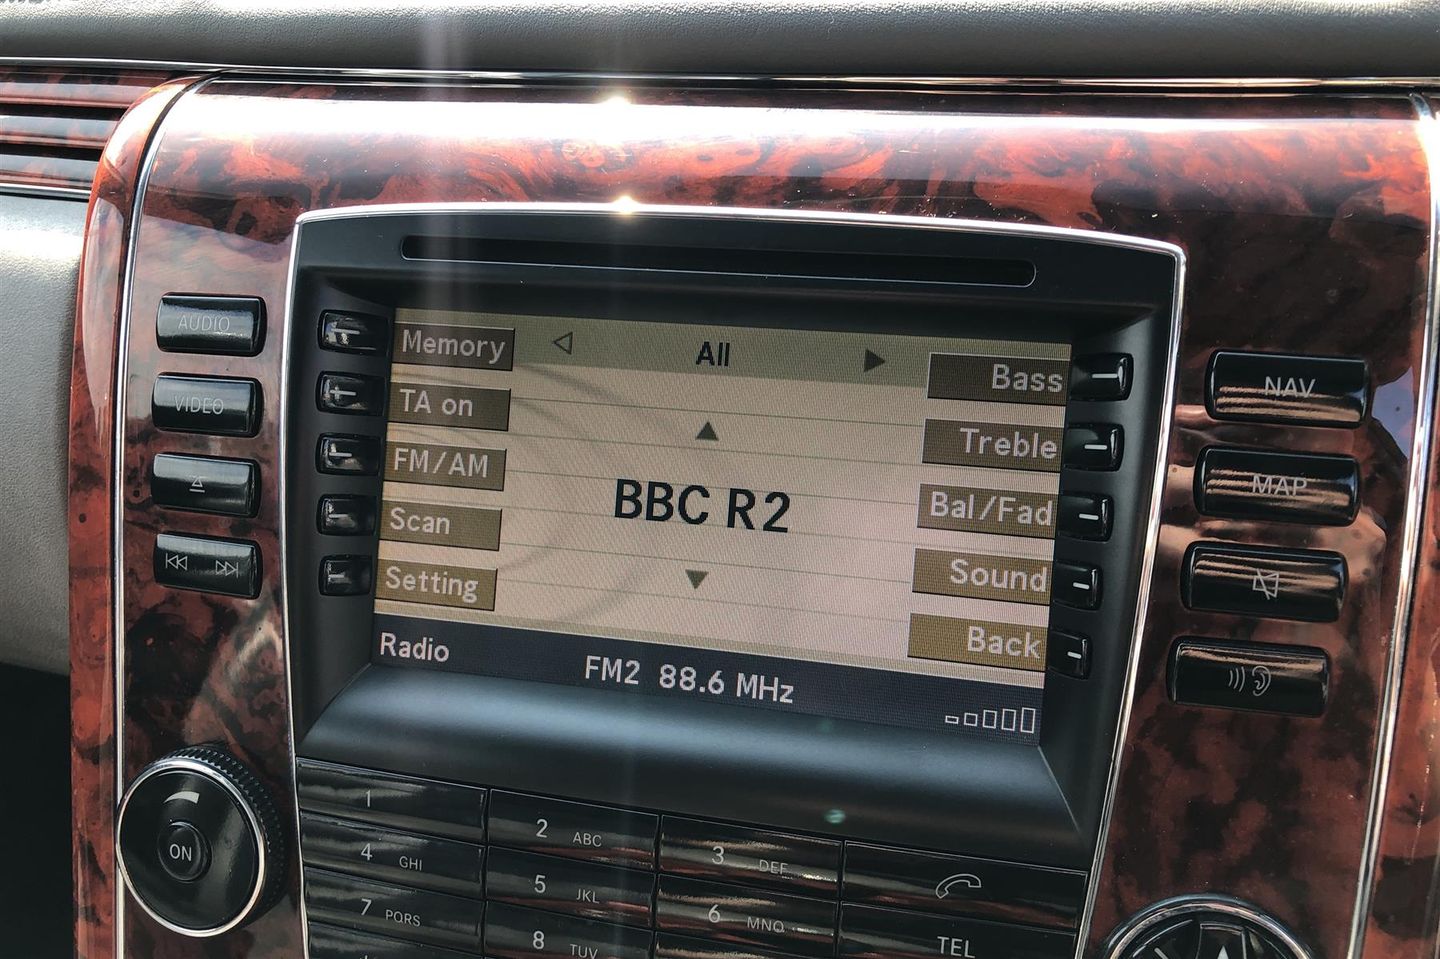 AUDIO
VIDEO
Memory
TA on
FM/AM
Scan
Setting
All
BBC R2
Bass
Treble
Bal/Fad
Sound
Back
Radio
FM2 88.6 MHz
NAV
MAP
ON
1
2 ABC
3 DEF
4 GHI
5 JKL
6 MNO
7 PQRS
8 TUV
TEL